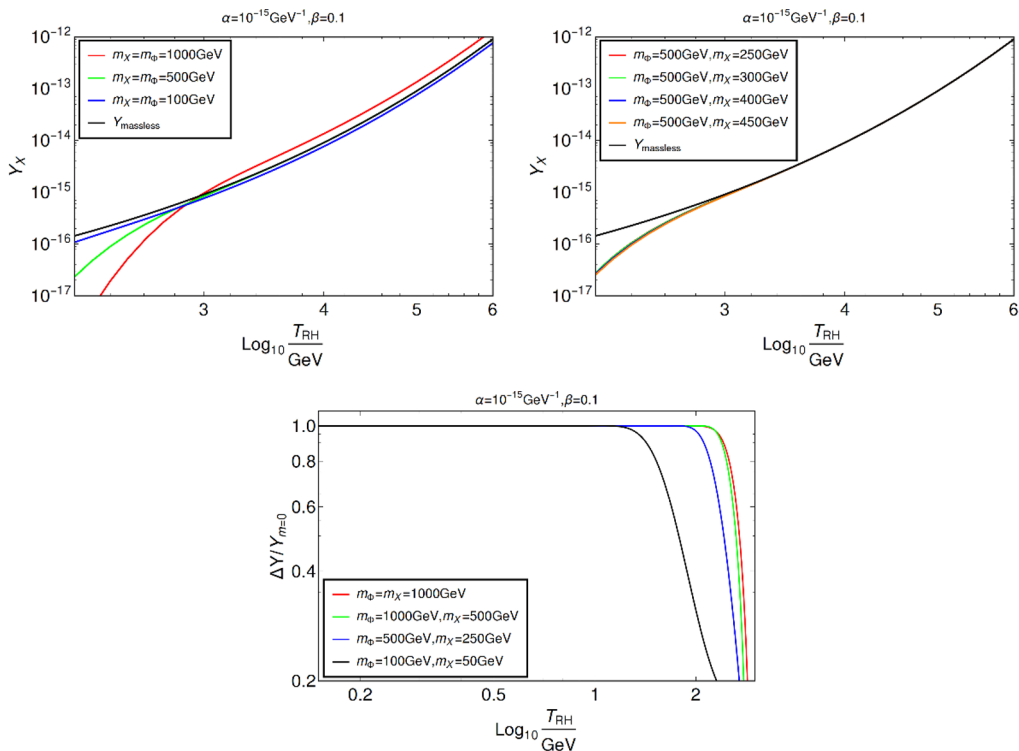 α=10⁻¹⁵GeV⁻¹,β=0.1
10⁻¹²
10⁻¹³
10⁻¹⁴
10⁻¹⁵
10⁻¹⁶
10⁻¹⁷
Y_X
m_X=m_Φ=1000GeV
m_X=m_Φ=500GeV
m_X=m_Φ=100GeV
Y_massless
3 4 5 6
Log₁₀ T_RH/GeV
α=10⁻¹⁵GeV⁻¹,β=0.1
10⁻¹²
10⁻¹³
10⁻¹⁴
10⁻¹⁵
10⁻¹⁶
10⁻¹⁷
Y_X
m_Φ=500GeV,m_X=250GeV
m_Φ=500GeV,m_X=300GeV
m_Φ=500GeV,m_X=400GeV
m_Φ=500GeV,m_X=450GeV
Y_massless
3 4 5 6
Log₁₀ T_RH/GeV
α=10⁻¹⁵GeV⁻¹,β=0.1
1.0
0.8
0.6
0.4
0.2
ΔY/Y_m=0
m_Φ=m_X=1000GeV
m_Φ=1000GeV,m_X=500GeV
m_Φ=500GeV,m_X=250GeV
m_Φ=100GeV,m_X=50GeV
0.2 0.5 1 2
Log₁₀ T_RH/GeV